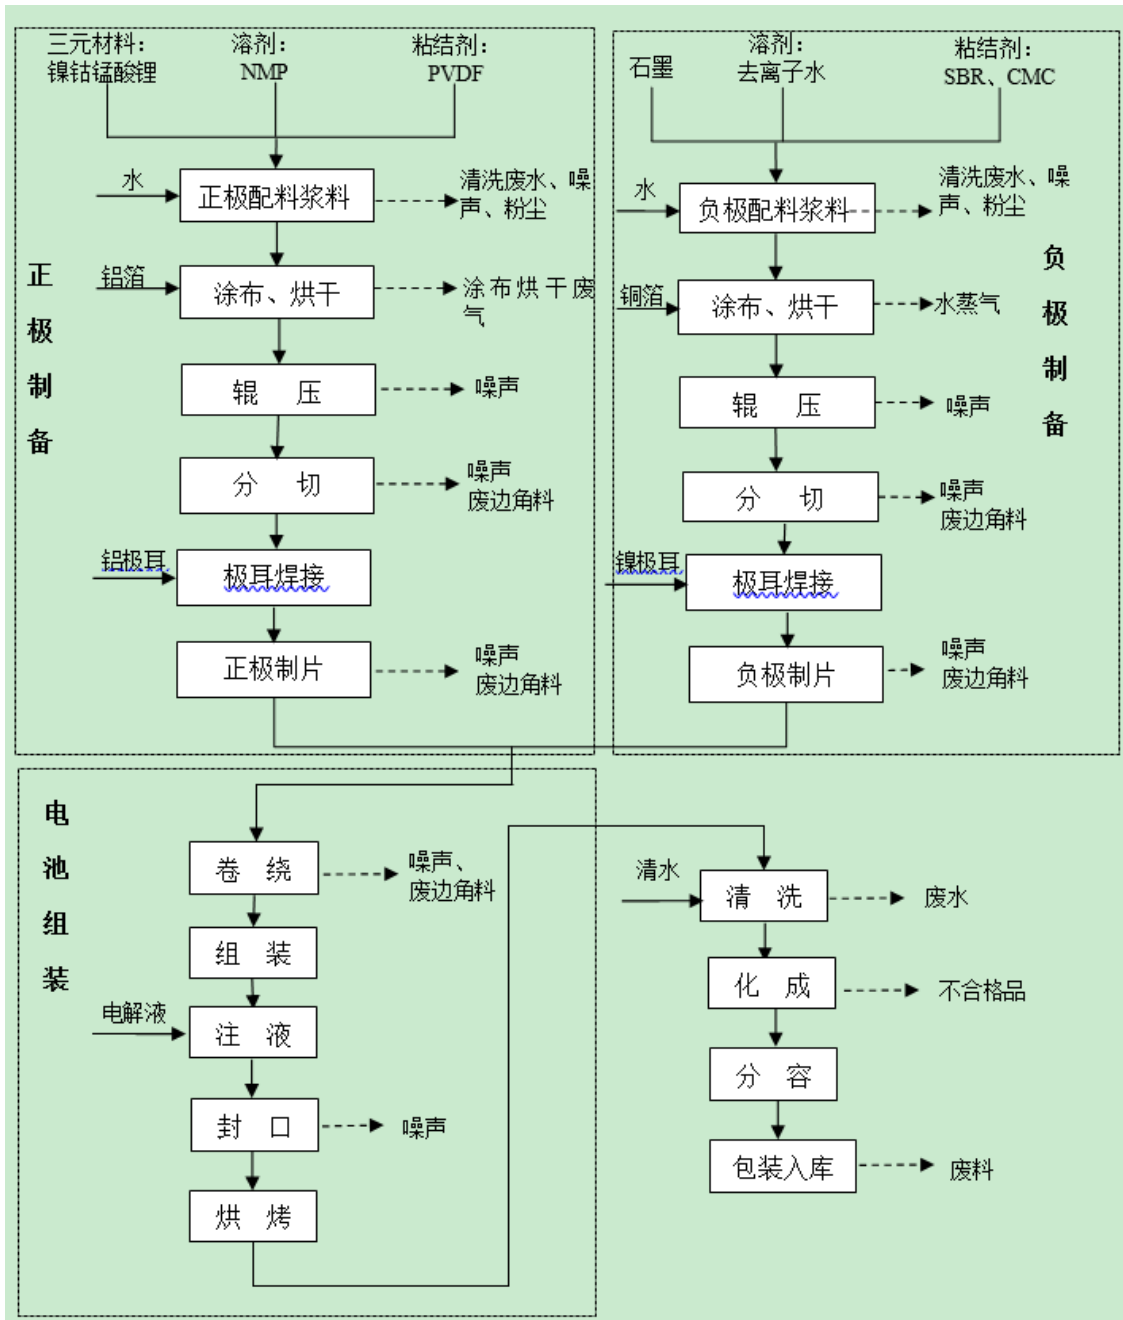 三元材料：
镍钴锰酸锂
溶剂：
NMP
粘结剂：
PVDF
水
正极配料浆料
清洗废水、噪
声、粉尘
正
极
制
备
铝箔
涂布、烘干
涂布烘干废
气
辊 压
噪声
分 切
噪声
废边角料
铝极耳
极耳焊接
正极制片
噪声
废边角料
石墨
溶剂：
去离子水
粘结剂：
SBR、CMC
水
负极配料浆料
清洗废水、噪
声、粉尘
负
极
制
备
铜箔
涂布、烘干
水蒸气
辊 压
噪声
分 切
噪声
废边角料
镍极耳
极耳焊接
负极制片
噪声
废边角料
电
池
组
装
卷 绕
噪声、
废边角料
组 装
电解液
注 液
封 口
噪声
烘 烤
清水
清 洗
废水
化 成
不合格品
分 容
包装入库
废料